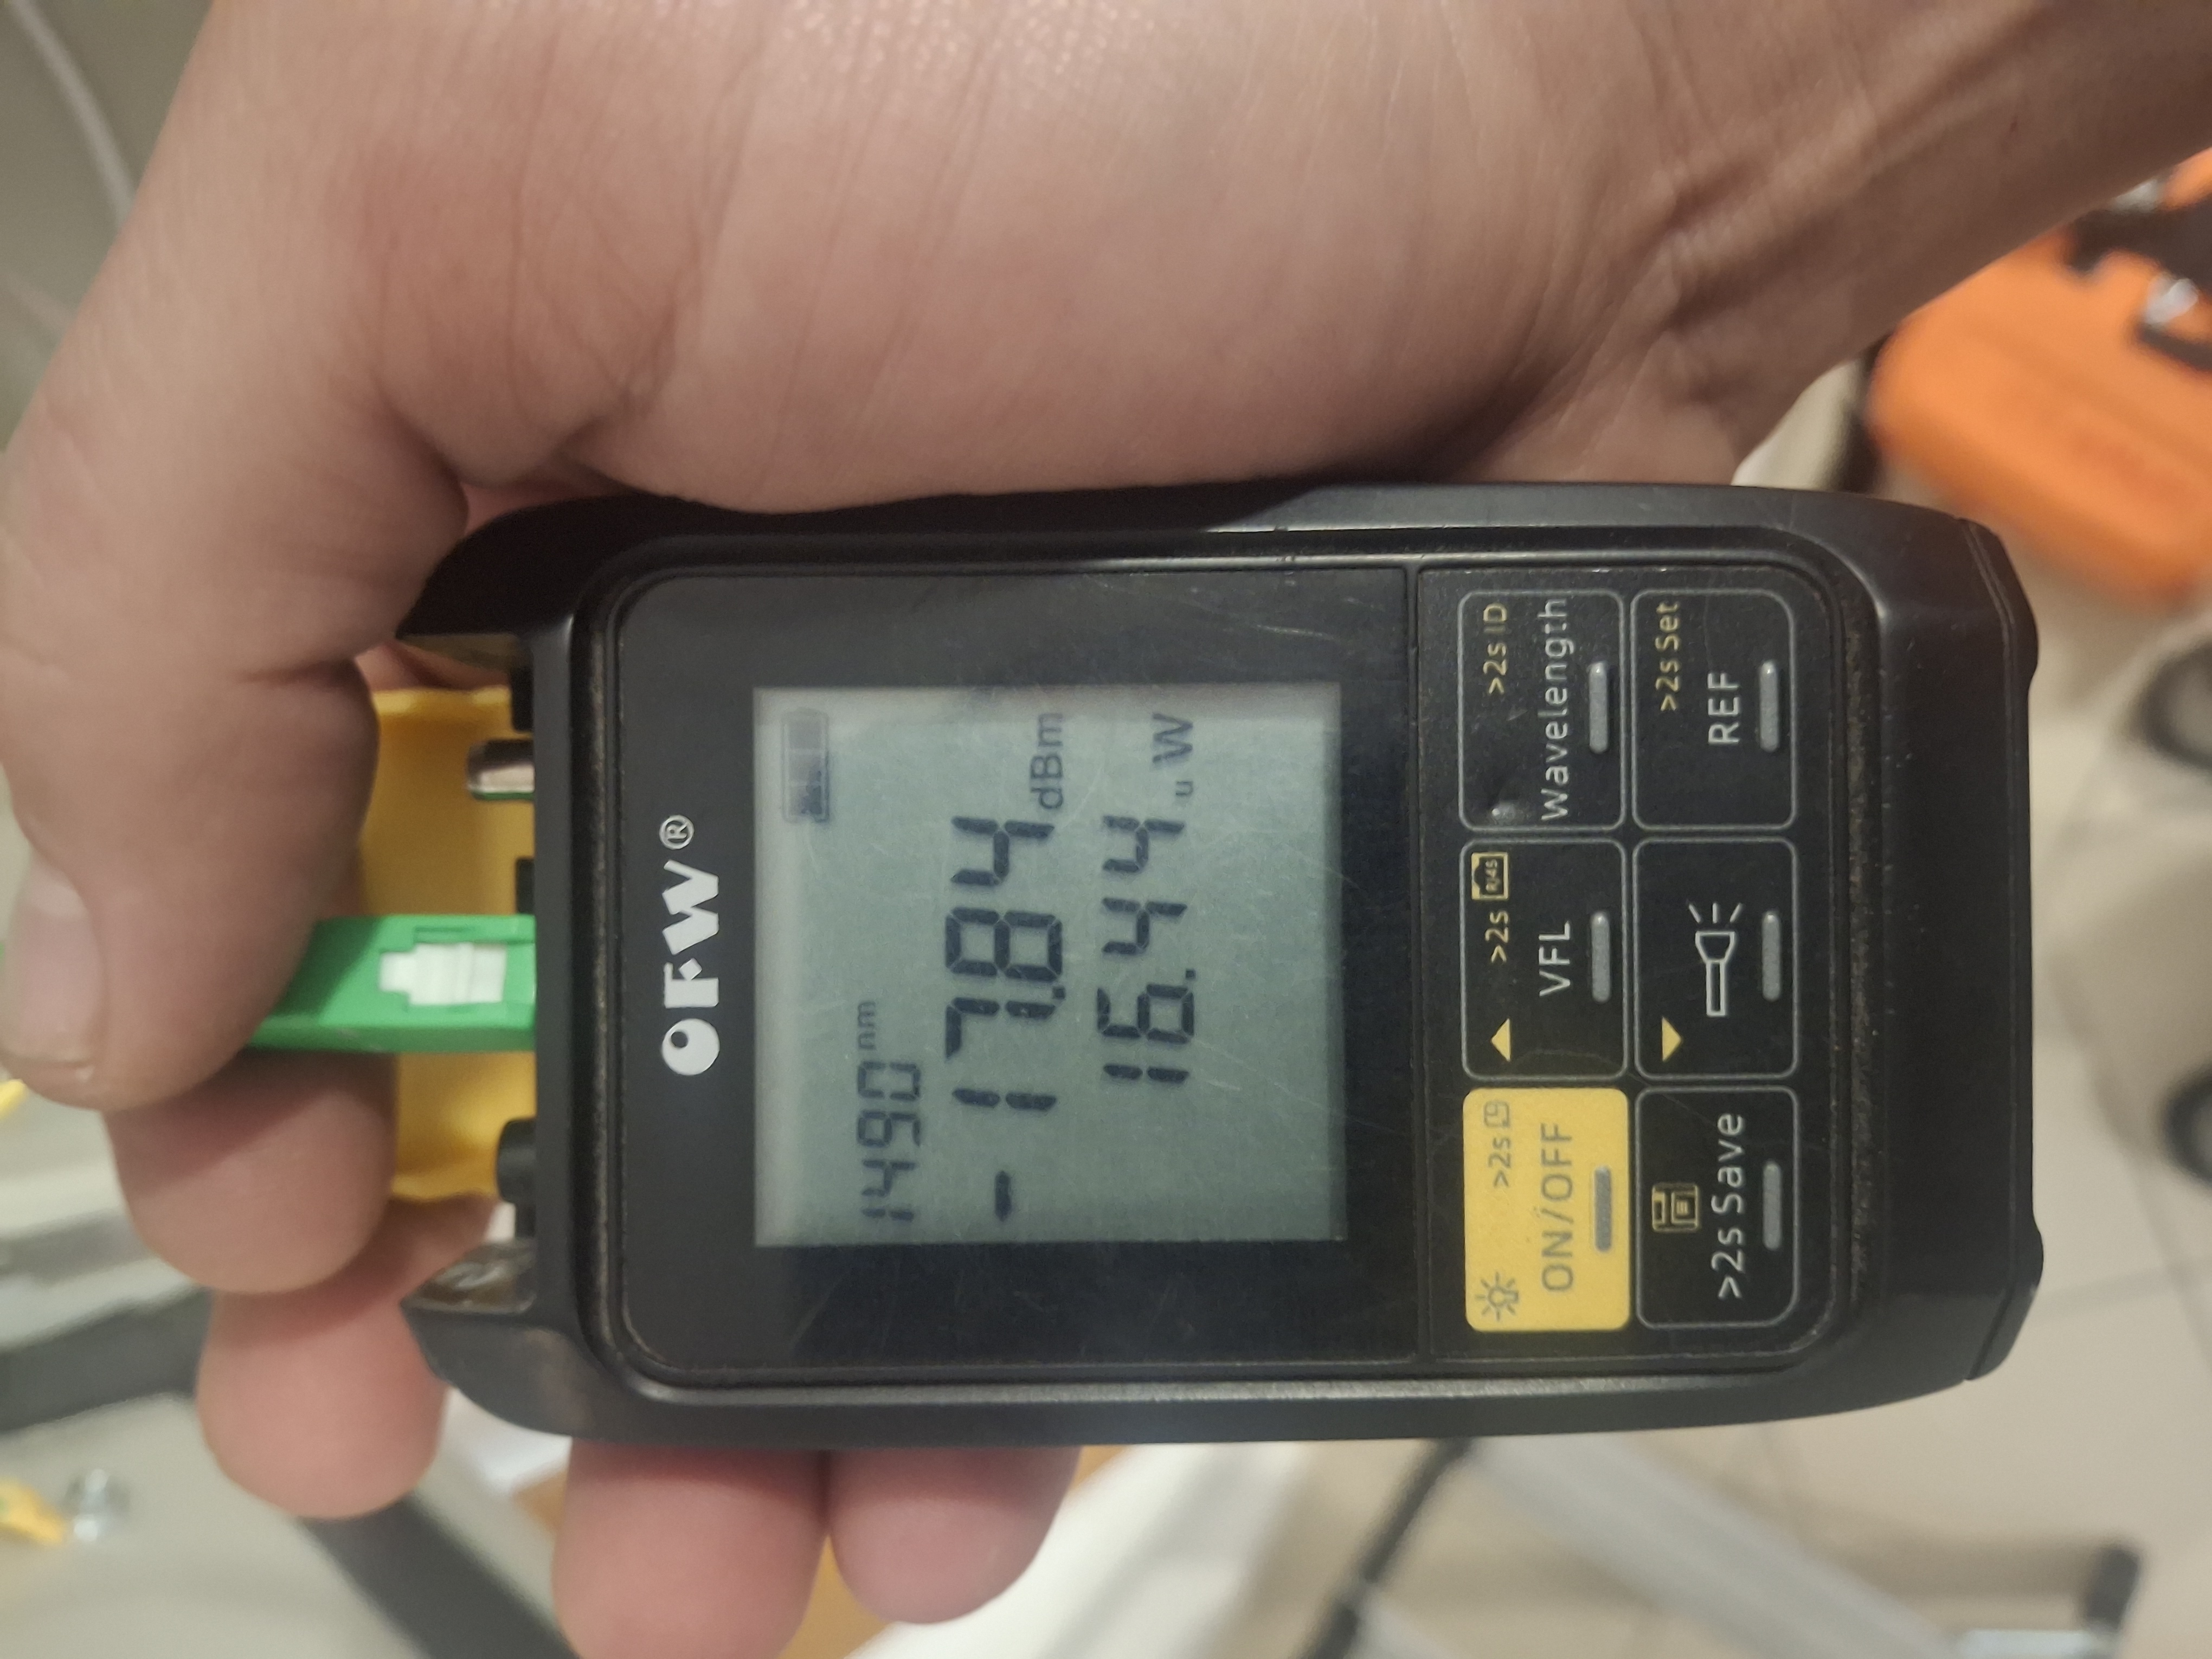 OFW®
1490nm
-17.84dBm
16.44uW
>2s
ON/OFF
>2s RJ45
VFL
>2s ID
Wavelength
>2s Save
>2s Set
REF